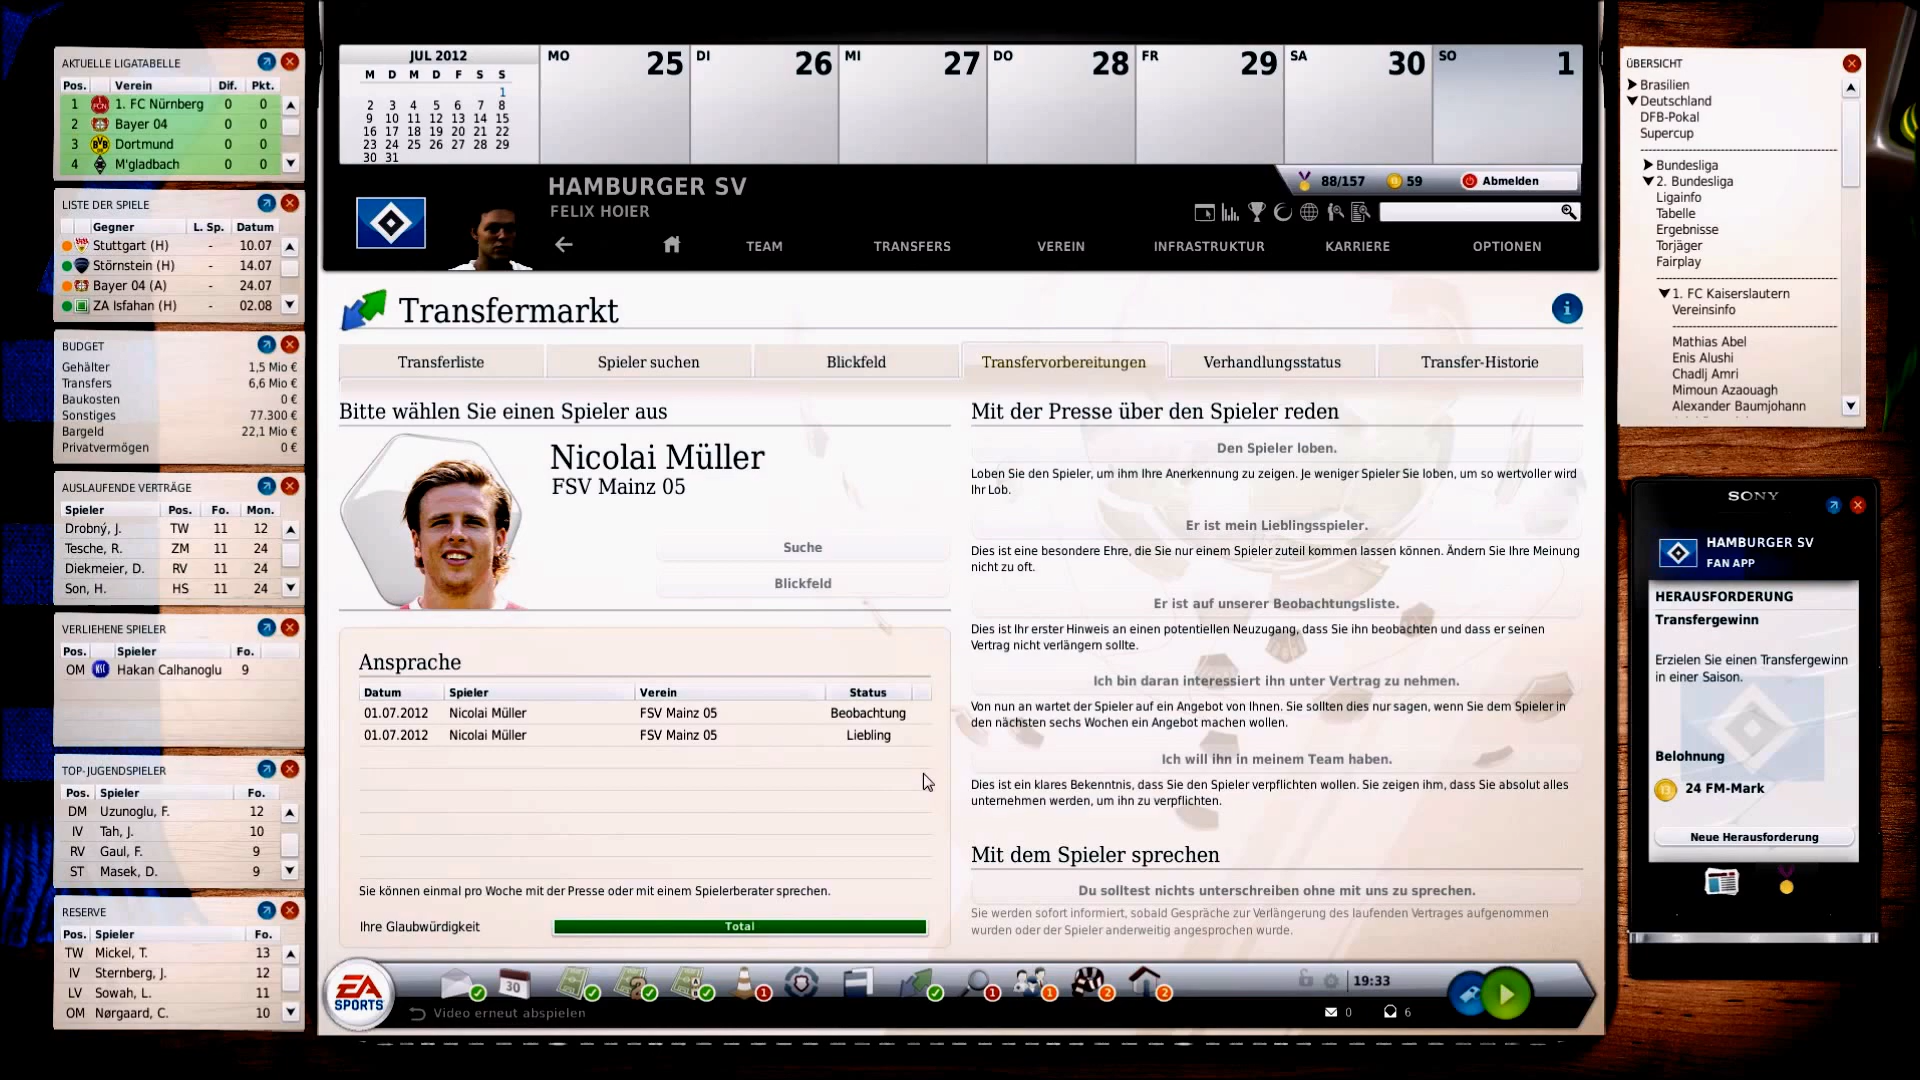 AKTUELLE LIGATABELLE
Pos. Verein Dif. Pkt.
1 1. FC Nürnberg 0 0
2 Bayer 04 0 0
3 Dortmund 0 0
4 M'gladbach 0 0
LISTE DER SPIELE
Gegner L. Sp. Datum
Stuttgart (H) - 10.07
Störnstein (H) - 14.07
Bayer 04 (A) - 24.07
ZA Isfahan (H) - 02.08
BUDGET
Gehälter 1,5 Mio €
Transfers 6,6 Mio €
Baukosten 0 €
Sonstiges 77.300 €
Bargeld 22,1 Mio €
Privatvermögen 0 €
AUSLAUFENDE VERTRÄGE
Spieler Pos. Fo. Mon.
Drobný, J. TW 11 12
Tesche, R. ZM 11 24
Diekmeier, D. RV 11 24
Son, H. HS 11 24
VERLIEHENE SPIELER
Pos. Spieler Fo.
OM KSC Hakan Calhanoglu 9
TOP-JUGENDSPIELER
Pos. Spieler Fo.
DM Uzunoglu, F. 12
IV Tah, J. 10
RV Gaul, F. 9
ST Masek, D. 9
RESERVE
Pos. Spieler Fo.
TW Mickel, T. 13
IV Sternberg, J. 12
LV Sowah, L. 11
OM Nørgaard, C. 10
JUL 2012
M D M D F S S
1
2 3 4 5 6 7 8
9 10 11 12 13 14 15
16 17 18 19 20 21 22
23 24 25 26 27 28 29
30 31
MO 25 DI 26 MI 27 DO 28 FR 29 SA 30 SO 1
HAMBURGER SV
FELIX HOIER
88/157 59 Abmelden
TEAM TRANSFERS VEREIN INFRASTRUKTUR KARRIERE OPTIONEN
Transfermarkt
Transferliste Spieler suchen Blickfeld Transfervorbereitungen Verhandlungsstatus Transfer-Historie
Bitte wählen Sie einen Spieler aus
Nicolai Müller
FSV Mainz 05
Suche
Blickfeld
Ansprache
Datum Spieler Verein Status
01.07.2012 Nicolai Müller FSV Mainz 05 Beobachtung
01.07.2012 Nicolai Müller FSV Mainz 05 Liebling
Sie können einmal pro Woche mit der Presse oder mit einem Spielerberater sprechen.
Ihre Glaubwürdigkeit Total
Mit der Presse über den Spieler reden
Den Spieler loben.
Loben Sie den Spieler, um ihm Ihre Anerkennung zu zeigen. Je weniger Spieler Sie loben, um so wertvoller wird
Ihr Lob.
Er ist mein Lieblingsspieler.
Dies ist eine besondere Ehre, die Sie nur einem Spieler zuteil kommen lassen können. Ändern Sie Ihre Meinung
nicht zu oft.
Er ist auf unserer Beobachtungsliste.
Dies ist Ihr erster Hinweis an einen potentiellen Neuzugang, dass Sie ihn beobachten und dass er seinen
Vertrag nicht verlängern sollte.
Ich bin daran interessiert ihn unter Vertrag zu nehmen.
Von nun an wartet der Spieler auf ein Angebot von Ihnen. Sie sollten dies nur sagen, wenn Sie dem Spieler in
den nächsten sechs Wochen ein Angebot machen wollen.
Ich will ihn in meinem Team haben.
Dies ist ein klares Bekenntnis, dass Sie den Spieler verpflichten wollen. Sie zeigen ihm, dass Sie absolut alles
unternehmen werden, um ihn zu verpflichten.
Mit dem Spieler sprechen
Du solltest nichts unterschreiben ohne mit uns zu sprechen.
Sie werden sofort informiert, sobald Gespräche zur Verlängerung des laufenden Vertrages aufgenommen
wurden oder der Spieler anderweitig angesprochen wurde.
EA SPORTS
30 1 1 1 2 2
19:33
Video erneut abspielen
0 6
ÜBERSICHT
Brasilien
Deutschland
DFB-Pokal
Supercup
Bundesliga
2. Bundesliga
Ligainfo
Tabelle
Ergebnisse
Torjäger
Fairplay
1. FC Kaiserslautern
Vereinsinfo
Mathias Abel
Enis Alushi
Chadlj Amri
Mimoun Azaouagh
Alexander Baumjohann
SONY
HAMBURGER SV
FAN APP
HERAUSFORDERUNG
Transfergewinn
Erzielen Sie einen Transfergewinn
in einer Saison.
Belohnung
24 FM-Mark
Neue Herausforderung